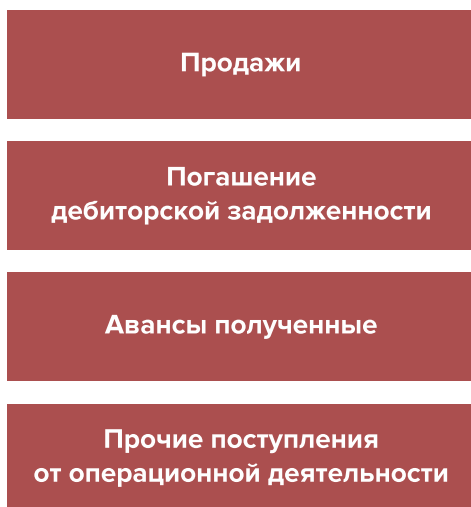 Продажи
Погашение
дебиторской задолженности
Авансы полученные
Прочие поступления
от операционной деятельности